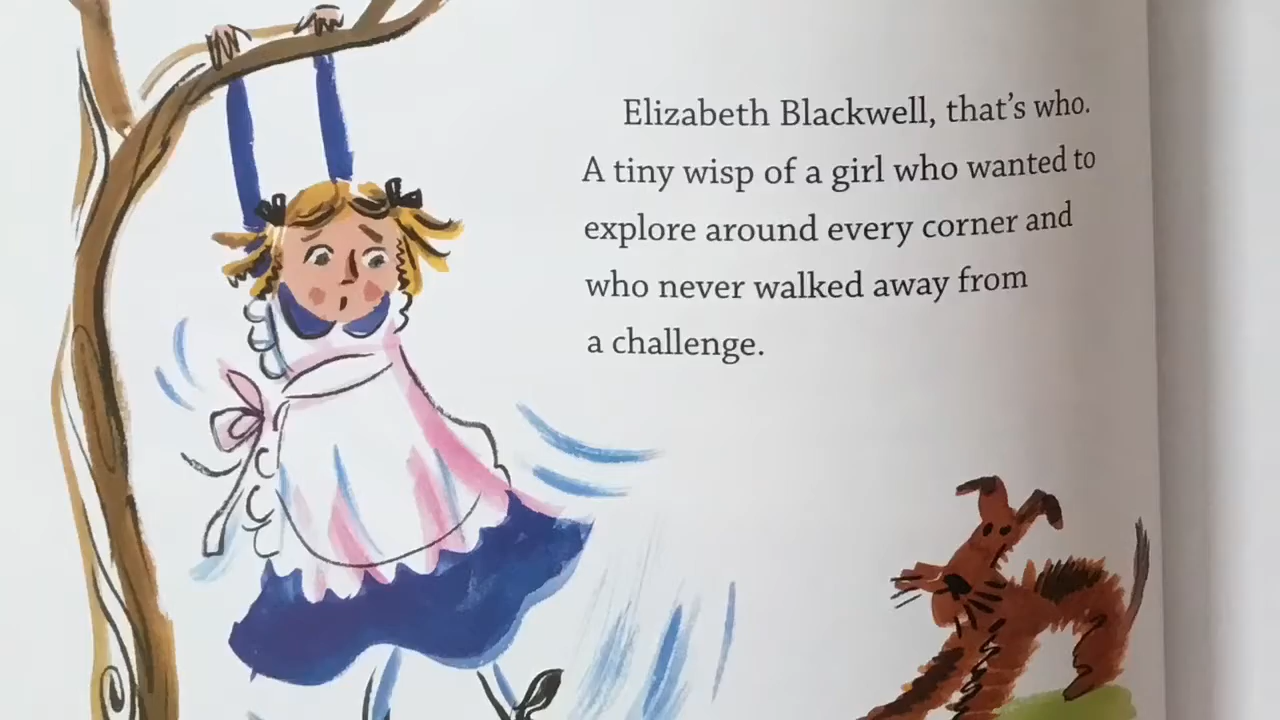 Elizabeth Blackwell, that’s who.
A tiny wisp of a girl who wanted to
explore around every corner and
who never walked away from
a challenge.